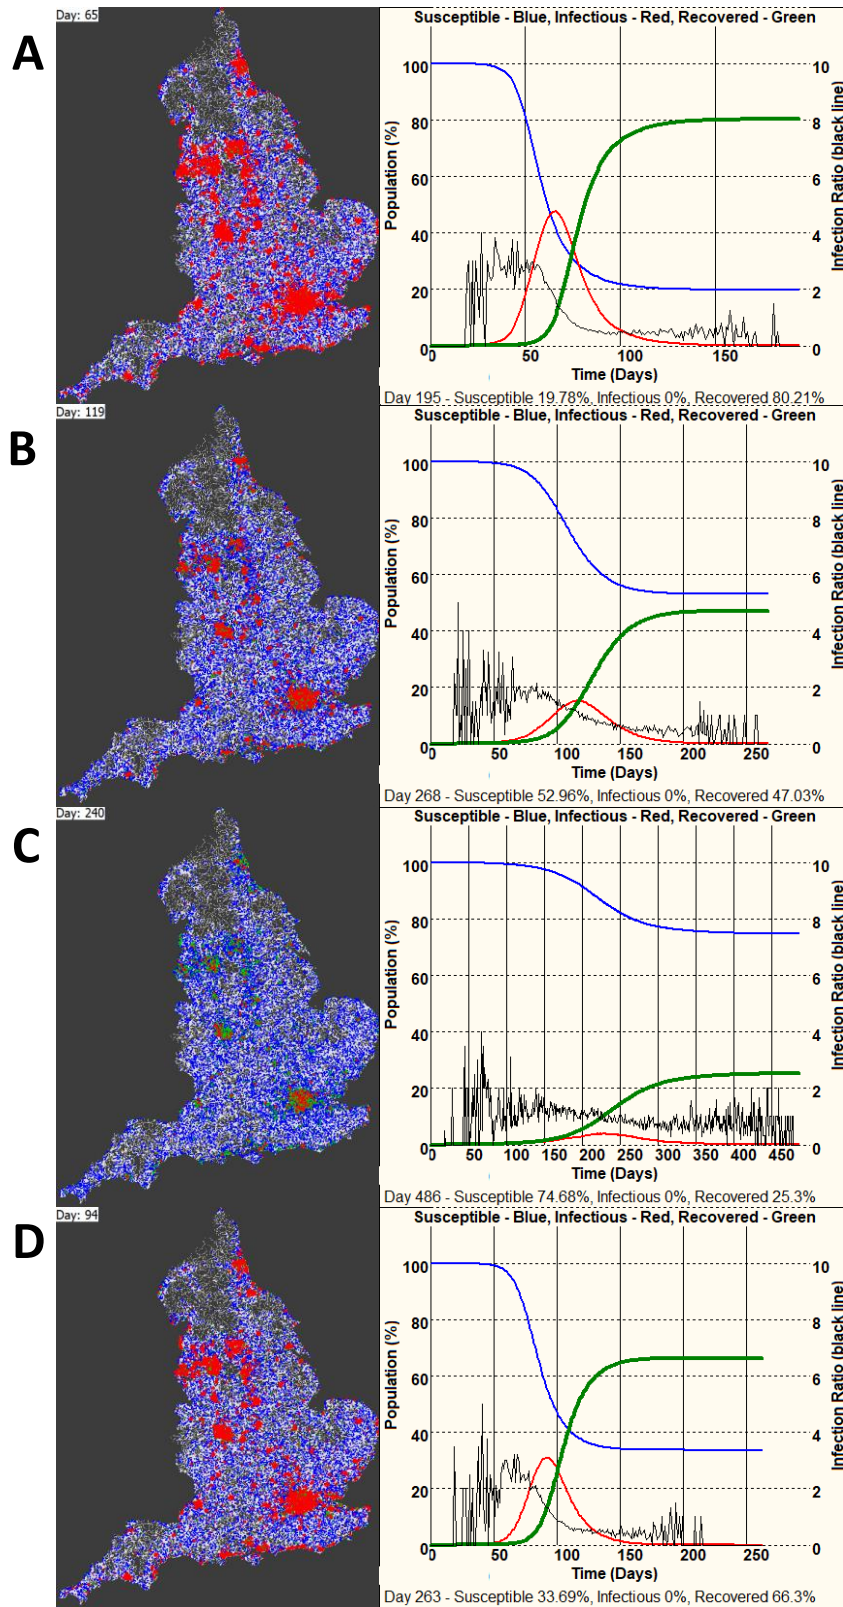 A
Day: 65
Susceptible - Blue, Infectious - Red, Recovered - Green
Population (%)
100
80
60
40
20
0
Infection Ratio (black line)
10
8
6
4
2
0
0 50 100 150
Time (Days)
Day 195 - Susceptible 19.78%, Infectious 0%, Recovered 80.21%
B
Day: 119
Susceptible - Blue, Infectious - Red, Recovered - Green
Population (%)
100
80
60
40
20
0
Infection Ratio (black line)
10
8
6
4
2
0
0 50 100 150 200 250
Time (Days)
Day 268 - Susceptible 52.96%, Infectious 0%, Recovered 47.03%
C
Day: 240
Susceptible - Blue, Infectious - Red, Recovered - Green
Population (%)
100
80
60
40
20
0
Infection Ratio (black line)
10
8
6
4
2
0
0 50 100 150 200 250 300 350 400 450
Time (Days)
Day 486 - Susceptible 74.68%, Infectious 0%, Recovered 25.3%
D
Day: 94
Susceptible - Blue, Infectious - Red, Recovered - Green
Population (%)
100
80
60
40
20
0
Infection Ratio (black line)
10
8
6
4
2
0
0 50 100 150 200 250
Time (Days)
Day 263 - Susceptible 33.69%, Infectious 0%, Recovered 66.3%